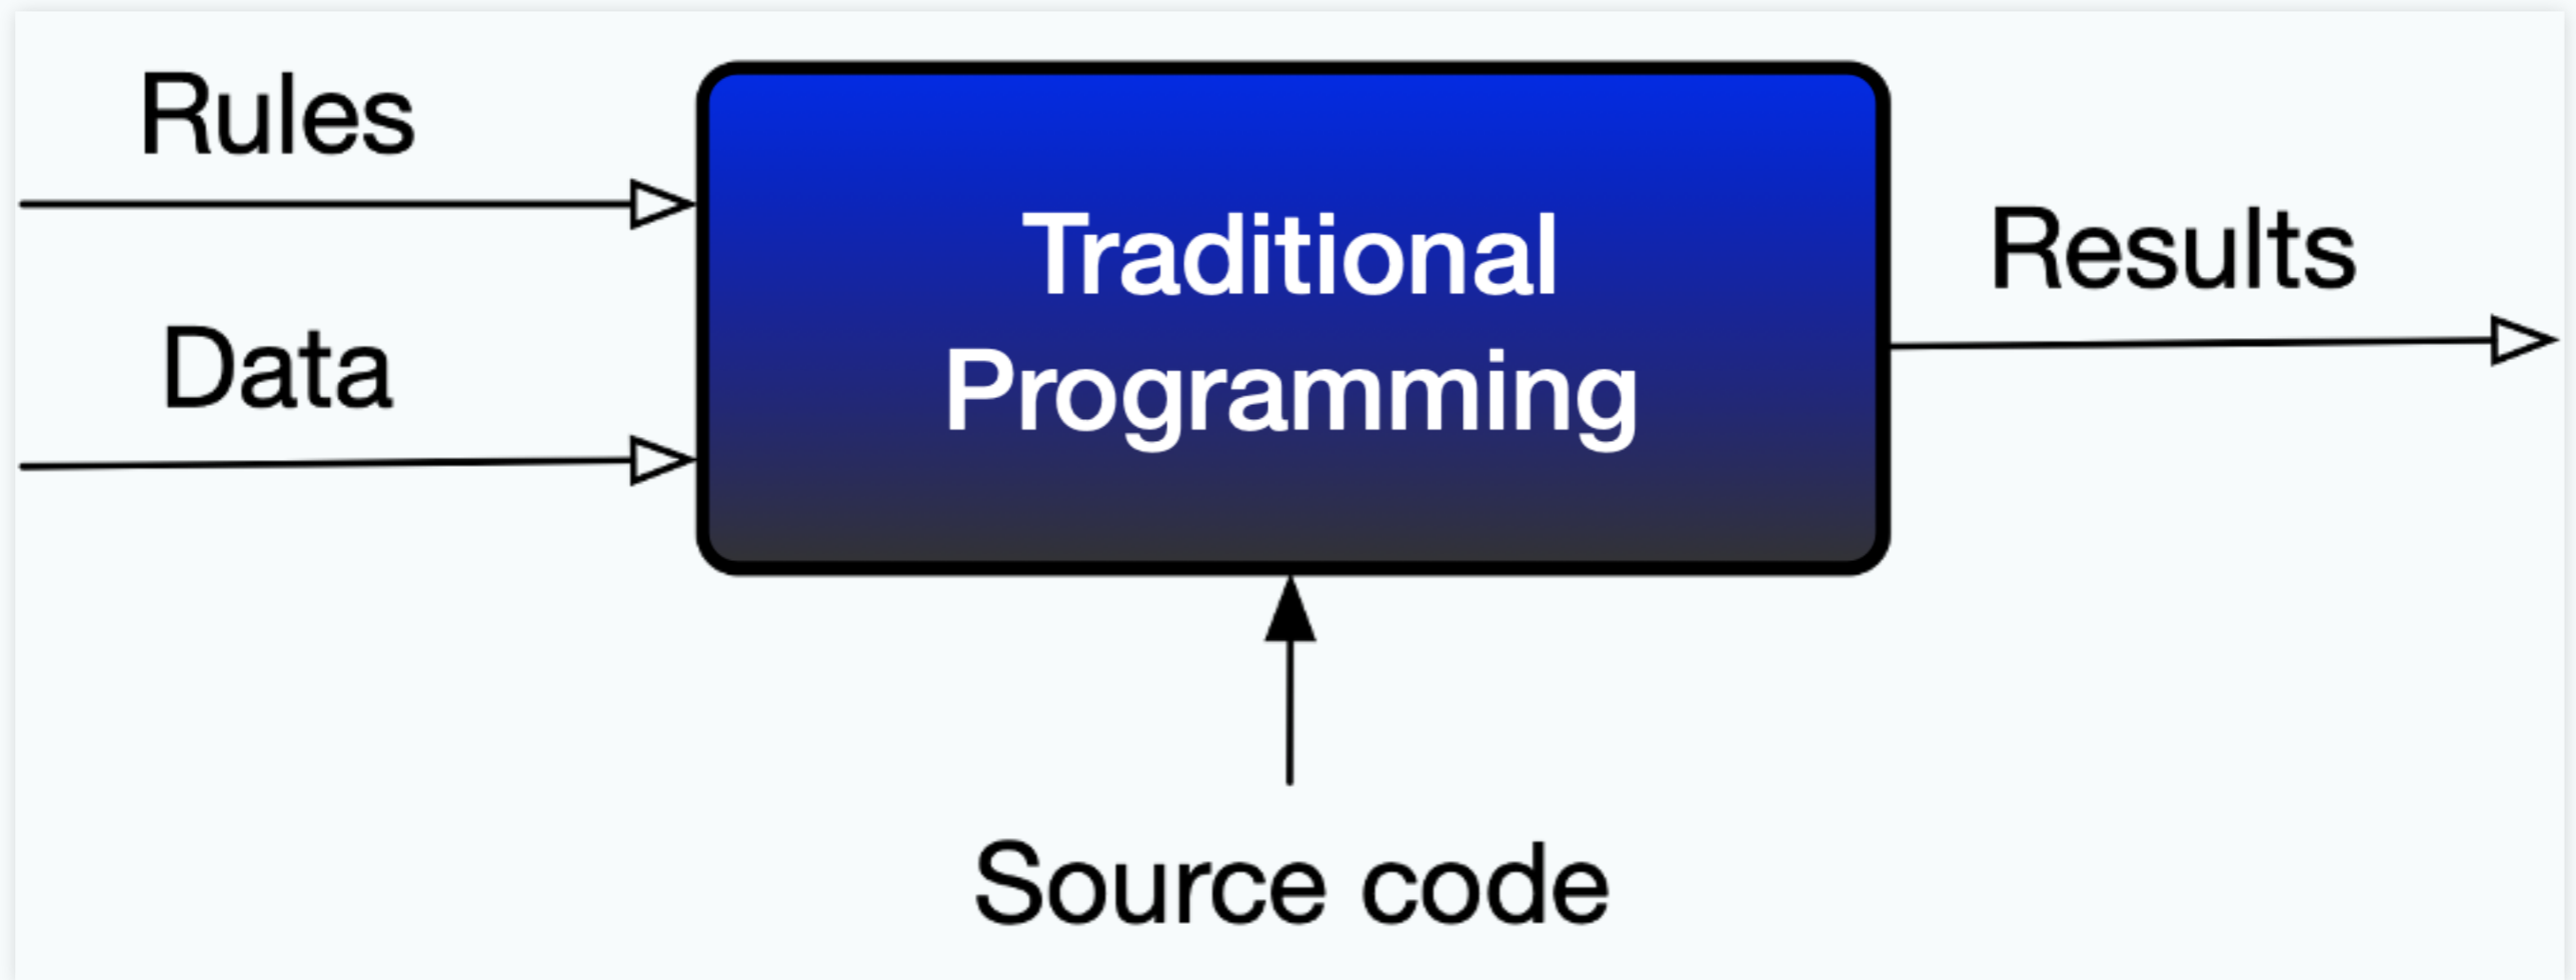 Rules
Data
Traditional
Programming
Results
Source code